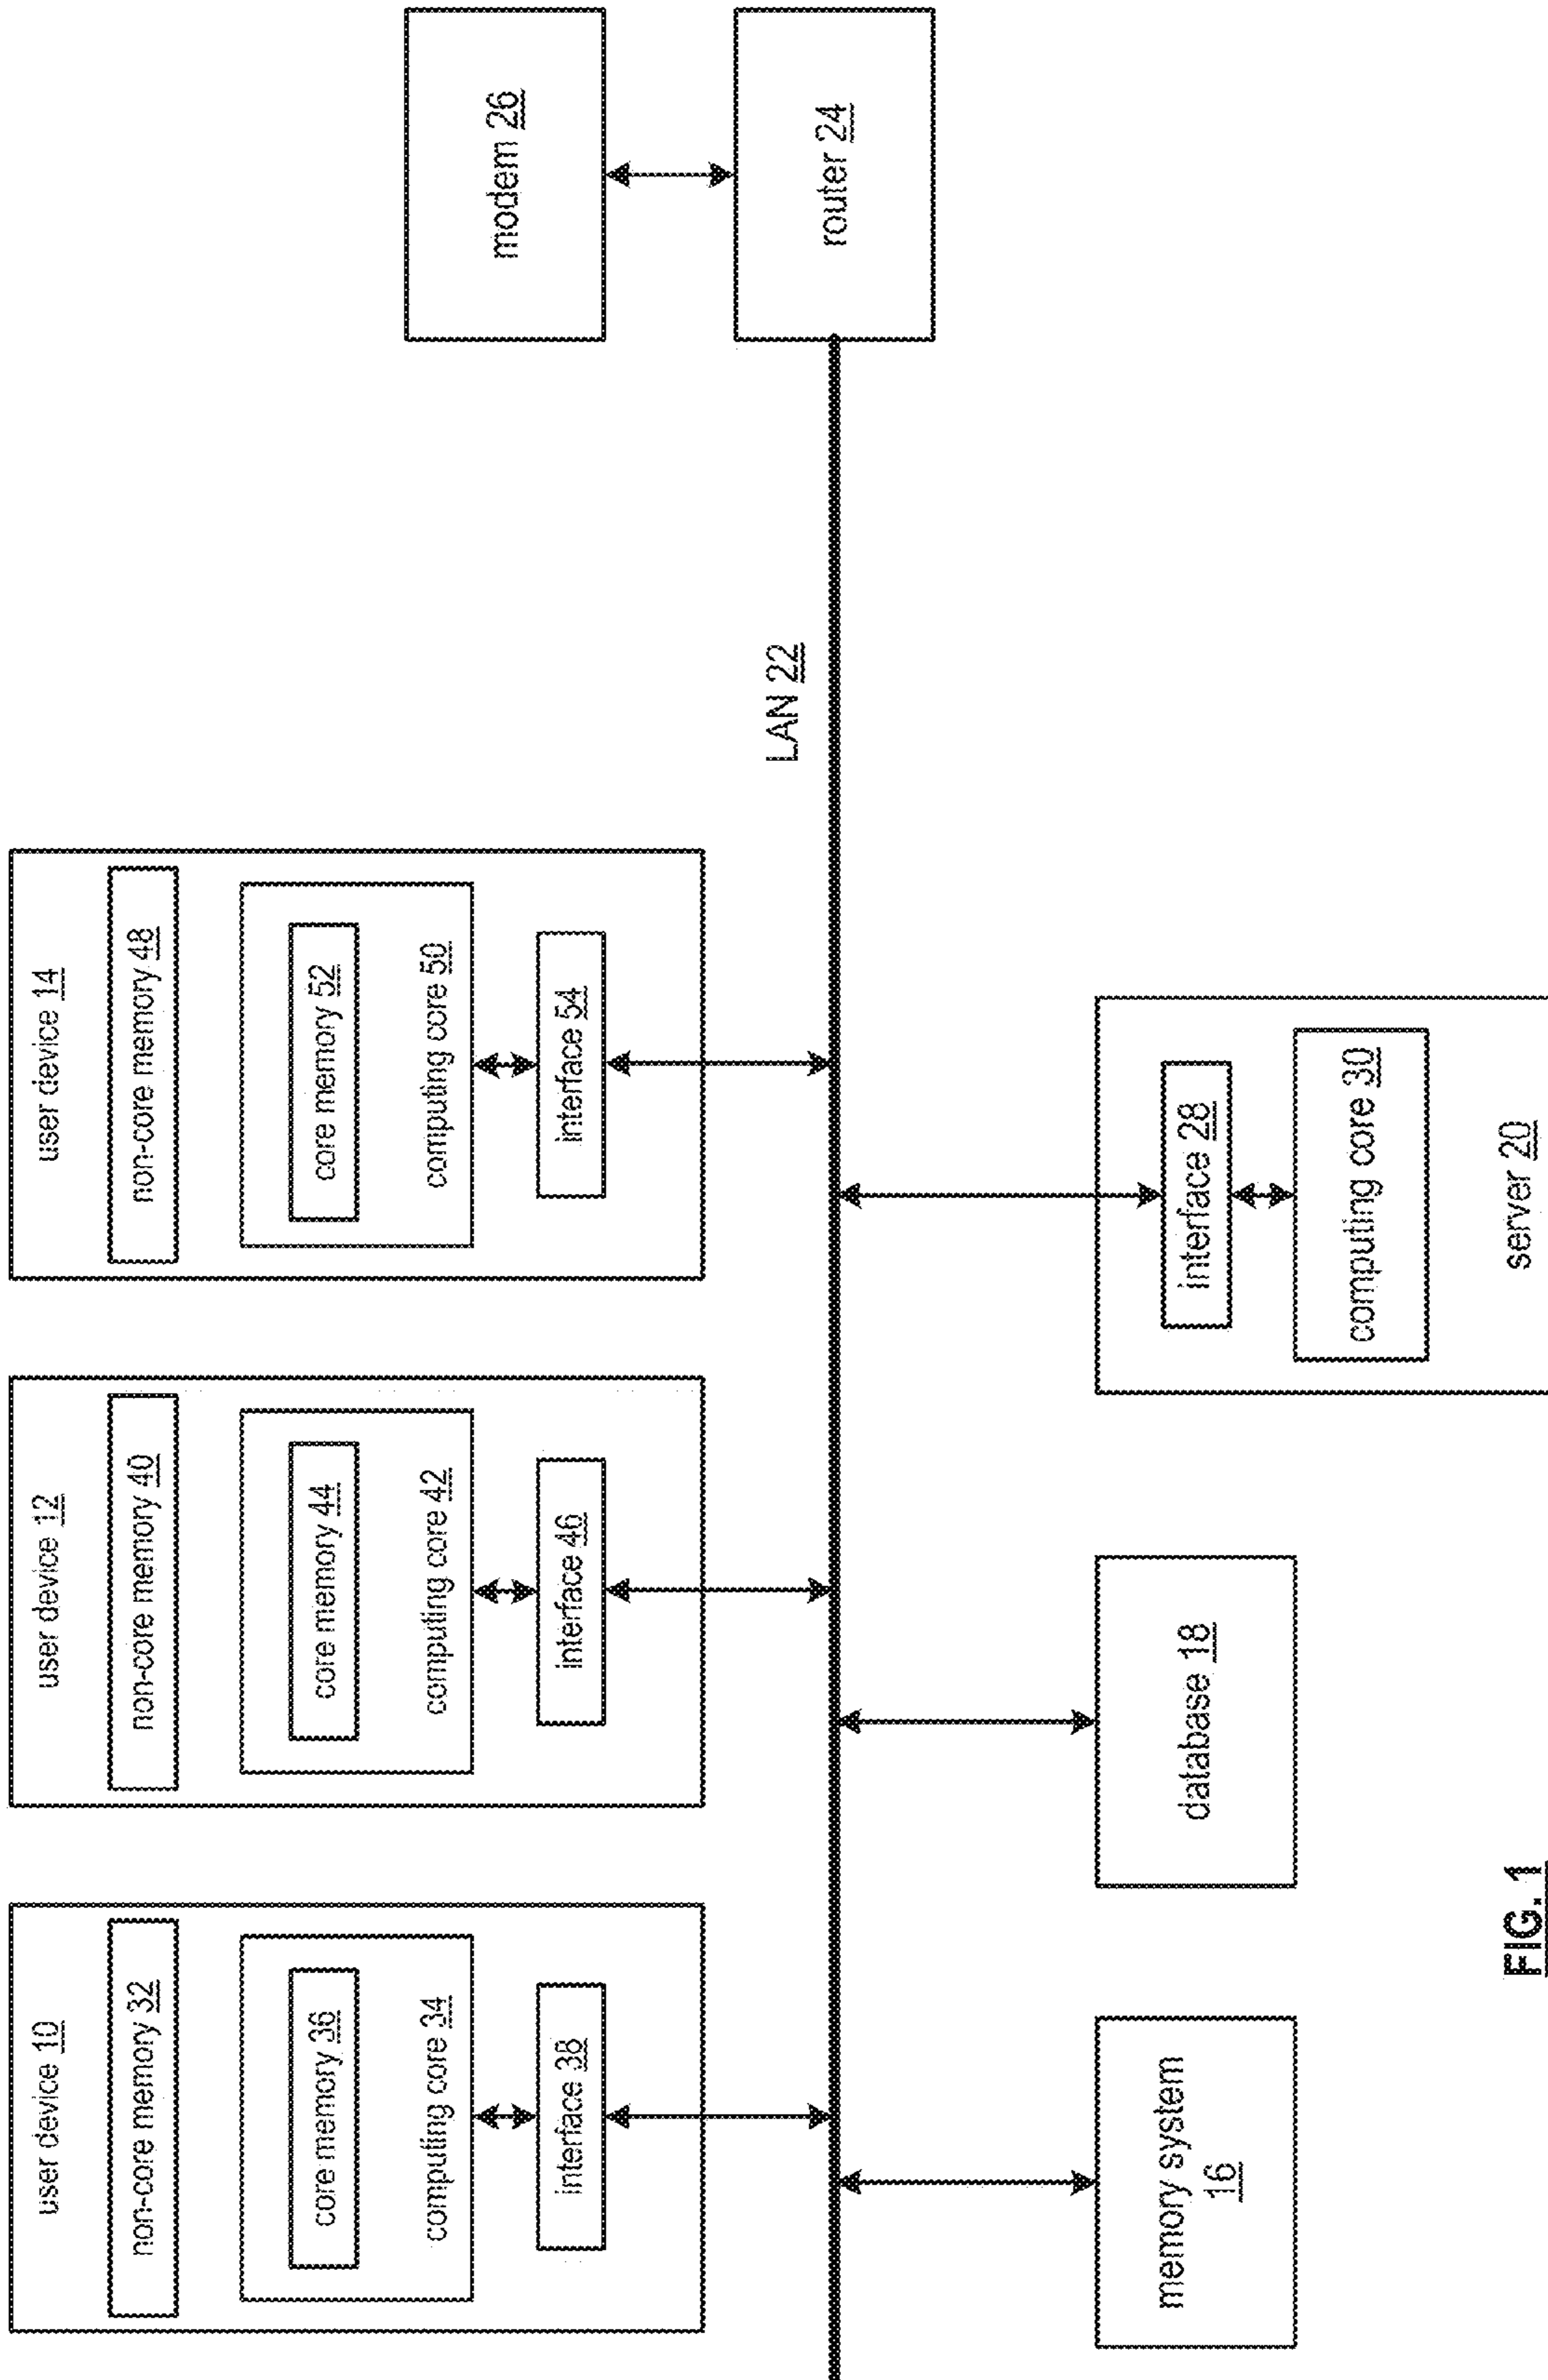 user device 10
non-core memory 32
core memory 36
computing core 34
interface 38
user device 12
non-core memory 40
core memory 44
computing core 42
interface 46
user device 14
non-core memory 48
core memory 52
computing core 50
interface 54
modem 26
router 24
LAN 22
memory system
16
database 18
interface 28
computing core 30
server 20
FIG. 1